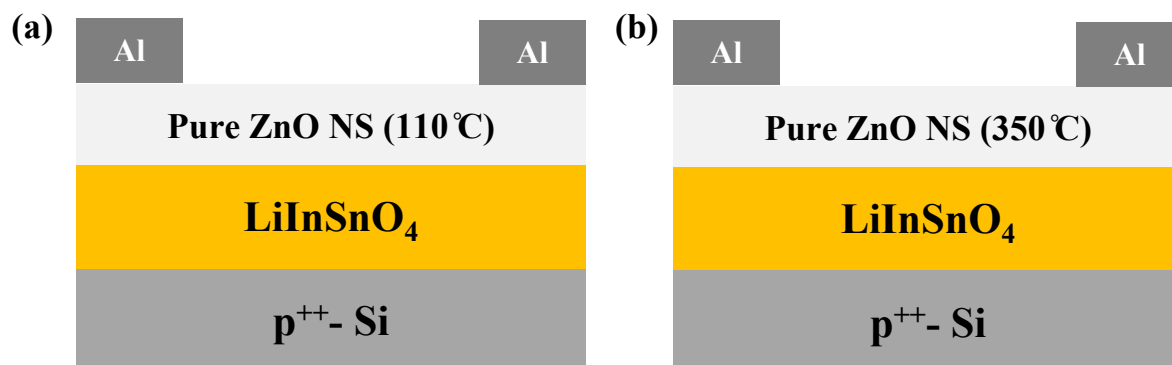 (a)
Al
Al
Pure ZnO NS (110℃)
LiInSnO₄
p⁺⁺- Si
(b)
Al
Al
Pure ZnO NS (350℃)
LiInSnO₄
p⁺⁺- Si